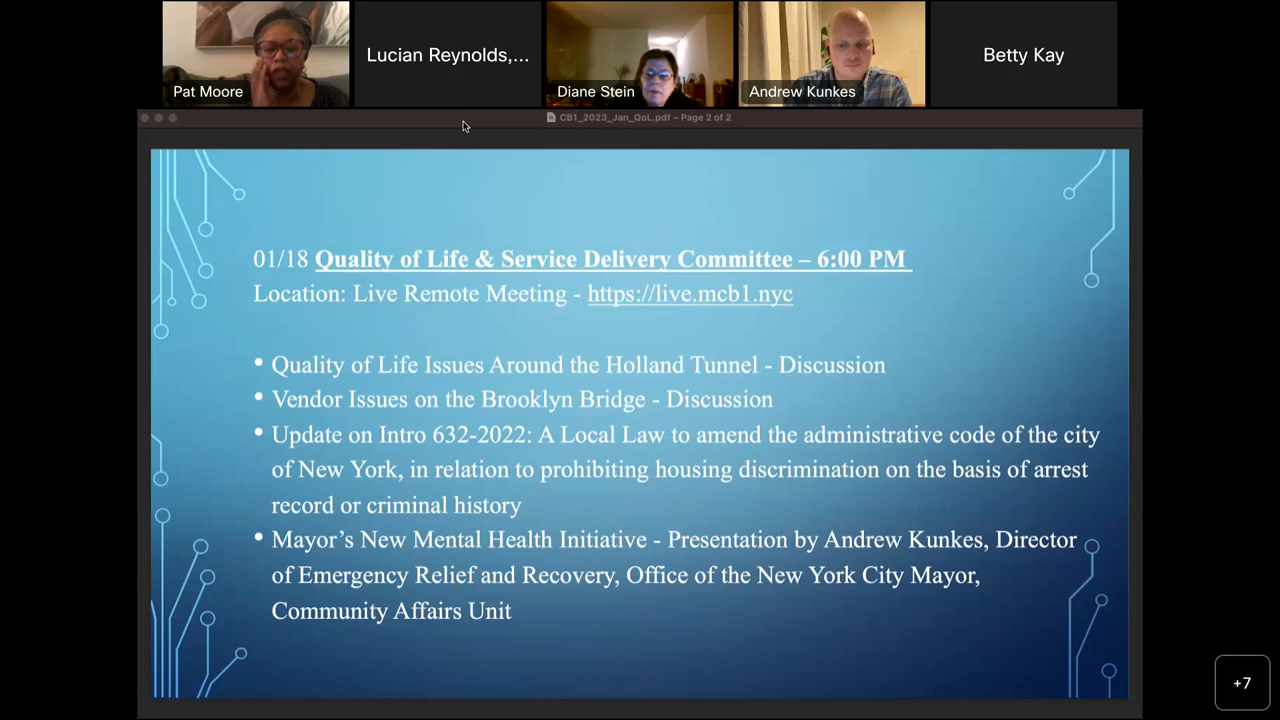 Pat Moore
Lucian Reynolds,...
Diane Stein
Andrew Kunkes
Betty Kay
CB1_2023_Jan_QoL.pdf – Page 2 of 2
01/18 Quality of Life & Service Delivery Committee – 6:00 PM
Location: Live Remote Meeting - https://live.mcb1.nyc
• Quality of Life Issues Around the Holland Tunnel - Discussion
• Vendor Issues on the Brooklyn Bridge - Discussion
• Update on Intro 632-2022: A Local Law to amend the administrative code of the city
of New York, in relation to prohibiting housing discrimination on the basis of arrest
record or criminal history
• Mayor’s New Mental Health Initiative - Presentation by Andrew Kunkes, Director
of Emergency Relief and Recovery, Office of the New York City Mayor,
Community Affairs Unit
+7